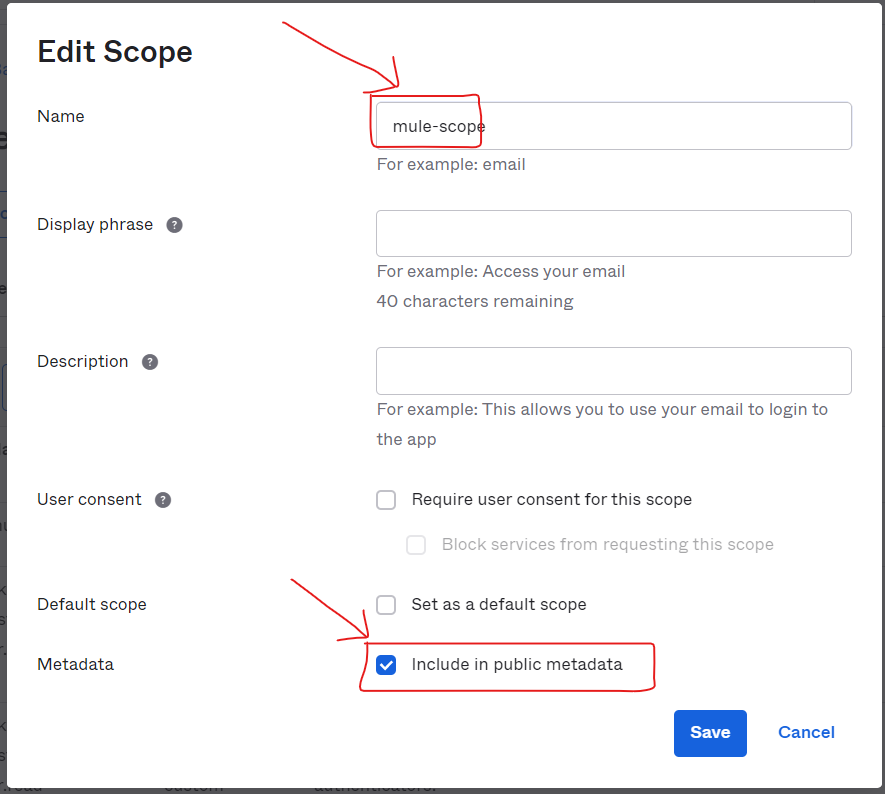 Edit Scope
Name
mule-scope
For example: email
Display phrase ?
For example: Access your email
40 characters remaining
Description ?
For example: This allows you to use your email to login to
the app
User consent ?
Require user consent for this scope
Block services from requesting this scope
Default scope
Set as a default scope
Metadata
Include in public metadata
Save
Cancel